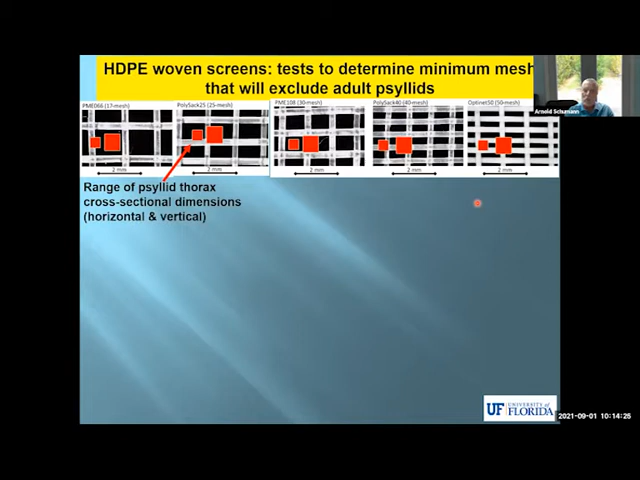 HDPE woven screens: tests to determine minimum mesh
that will exclude adult psyllids
Arnold Schumann
PME066 (17-mesh)
PolySack25 (25-mesh)
PME108 (30-mesh)
PolySack40 (40-mesh)
Optinet50 (50-mesh)
2 mm
2 mm
2 mm
2 mm
2 mm
Range of psyllid thorax
cross-sectional dimensions
(horizontal & vertical)
UF UNIVERSITY of
FLORIDA
2021-09-01 10:14:25